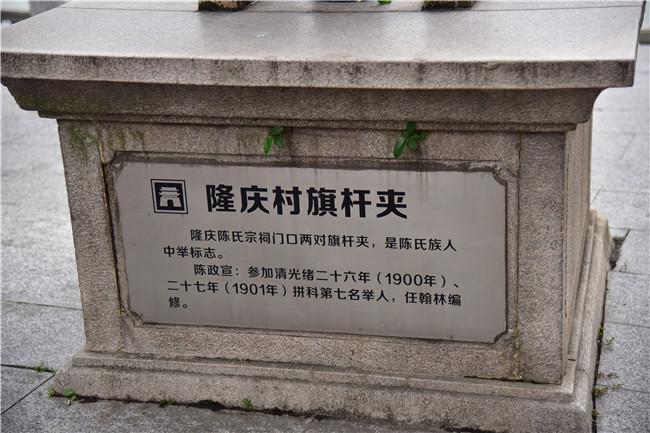 隆庆村旗杆夹
隆庆陈氏宗祠门口两对旗杆夹，是陈氏族人
中举标志。
陈政宣：参加清光绪二十六年（1900年）、
二十七年（1901年）拼科第七名举人，任翰林编
修。